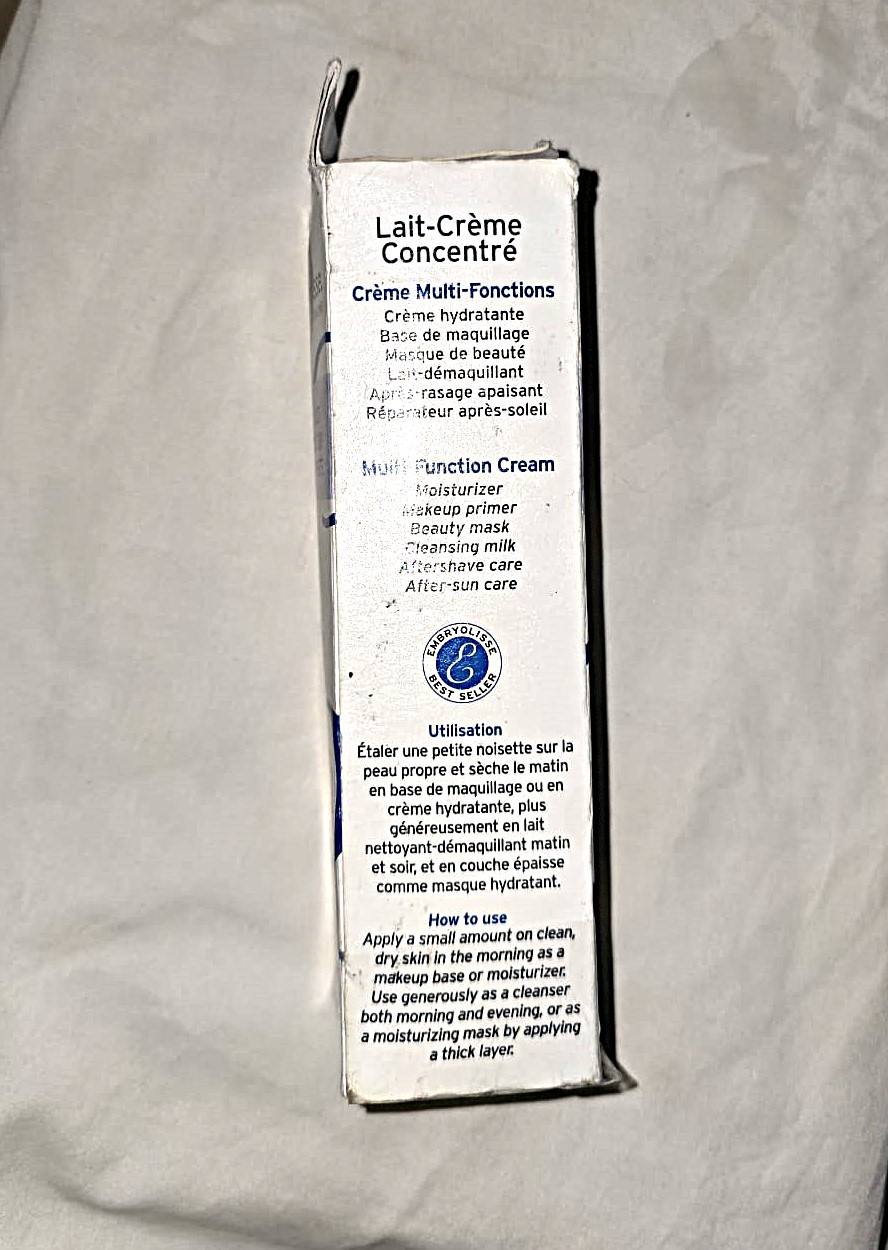 Lait-Crème
Concentré
Crème Multi-Fonctions
Crème hydratante
Base de maquillage
Masque de beauté
Lait-démaquillant
Après-rasage apaisant
Réparateur après-soleil
Multi Function Cream
Moisturizer
Makeup primer
Beauty mask
Cleansing milk
Aftershave care
After-sun care
EMBRYOLISSE
E
BEST SELLER
Utilisation
Étaler une petite noisette sur la
peau propre et sèche le matin
en base de maquillage ou en
crème hydratante, plus
généreusement en lait
nettoyant-démaquillant matin
et soir, et en couche épaisse
comme masque hydratant.
How to use
Apply a small amount on clean,
dry skin in the morning as a
makeup base or moisturizer.
Use generously as a cleanser
both morning and evening, or as
a moisturizing mask by applying
a thick layer.